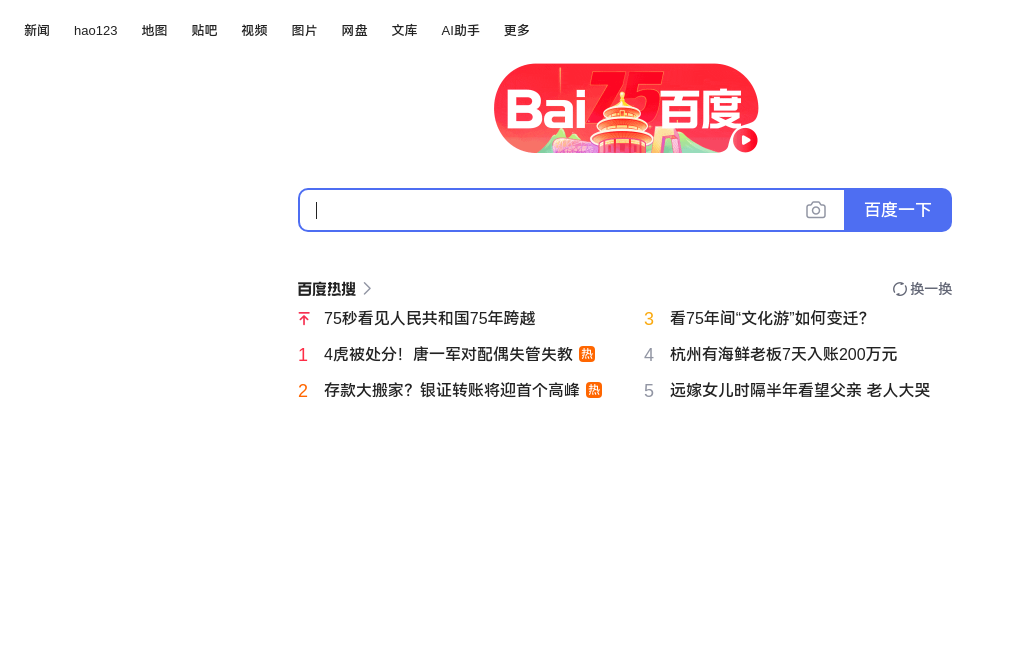 新闻 hao123 地图 贴吧 视频 图片 网盘 文库 AI助手 更多
Bai 75 百度
百度一下
百度热搜 换一换
75秒看见人民共和国75年跨越
1 4虎被处分！唐一军对配偶失管失教 热
2 存款大搬家？银证转账将迎首个高峰 热
3 看75年间“文化游”如何变迁？
4 杭州有海鲜老板7天入账200万元
5 远嫁女儿时隔半年看望父亲 老人大哭